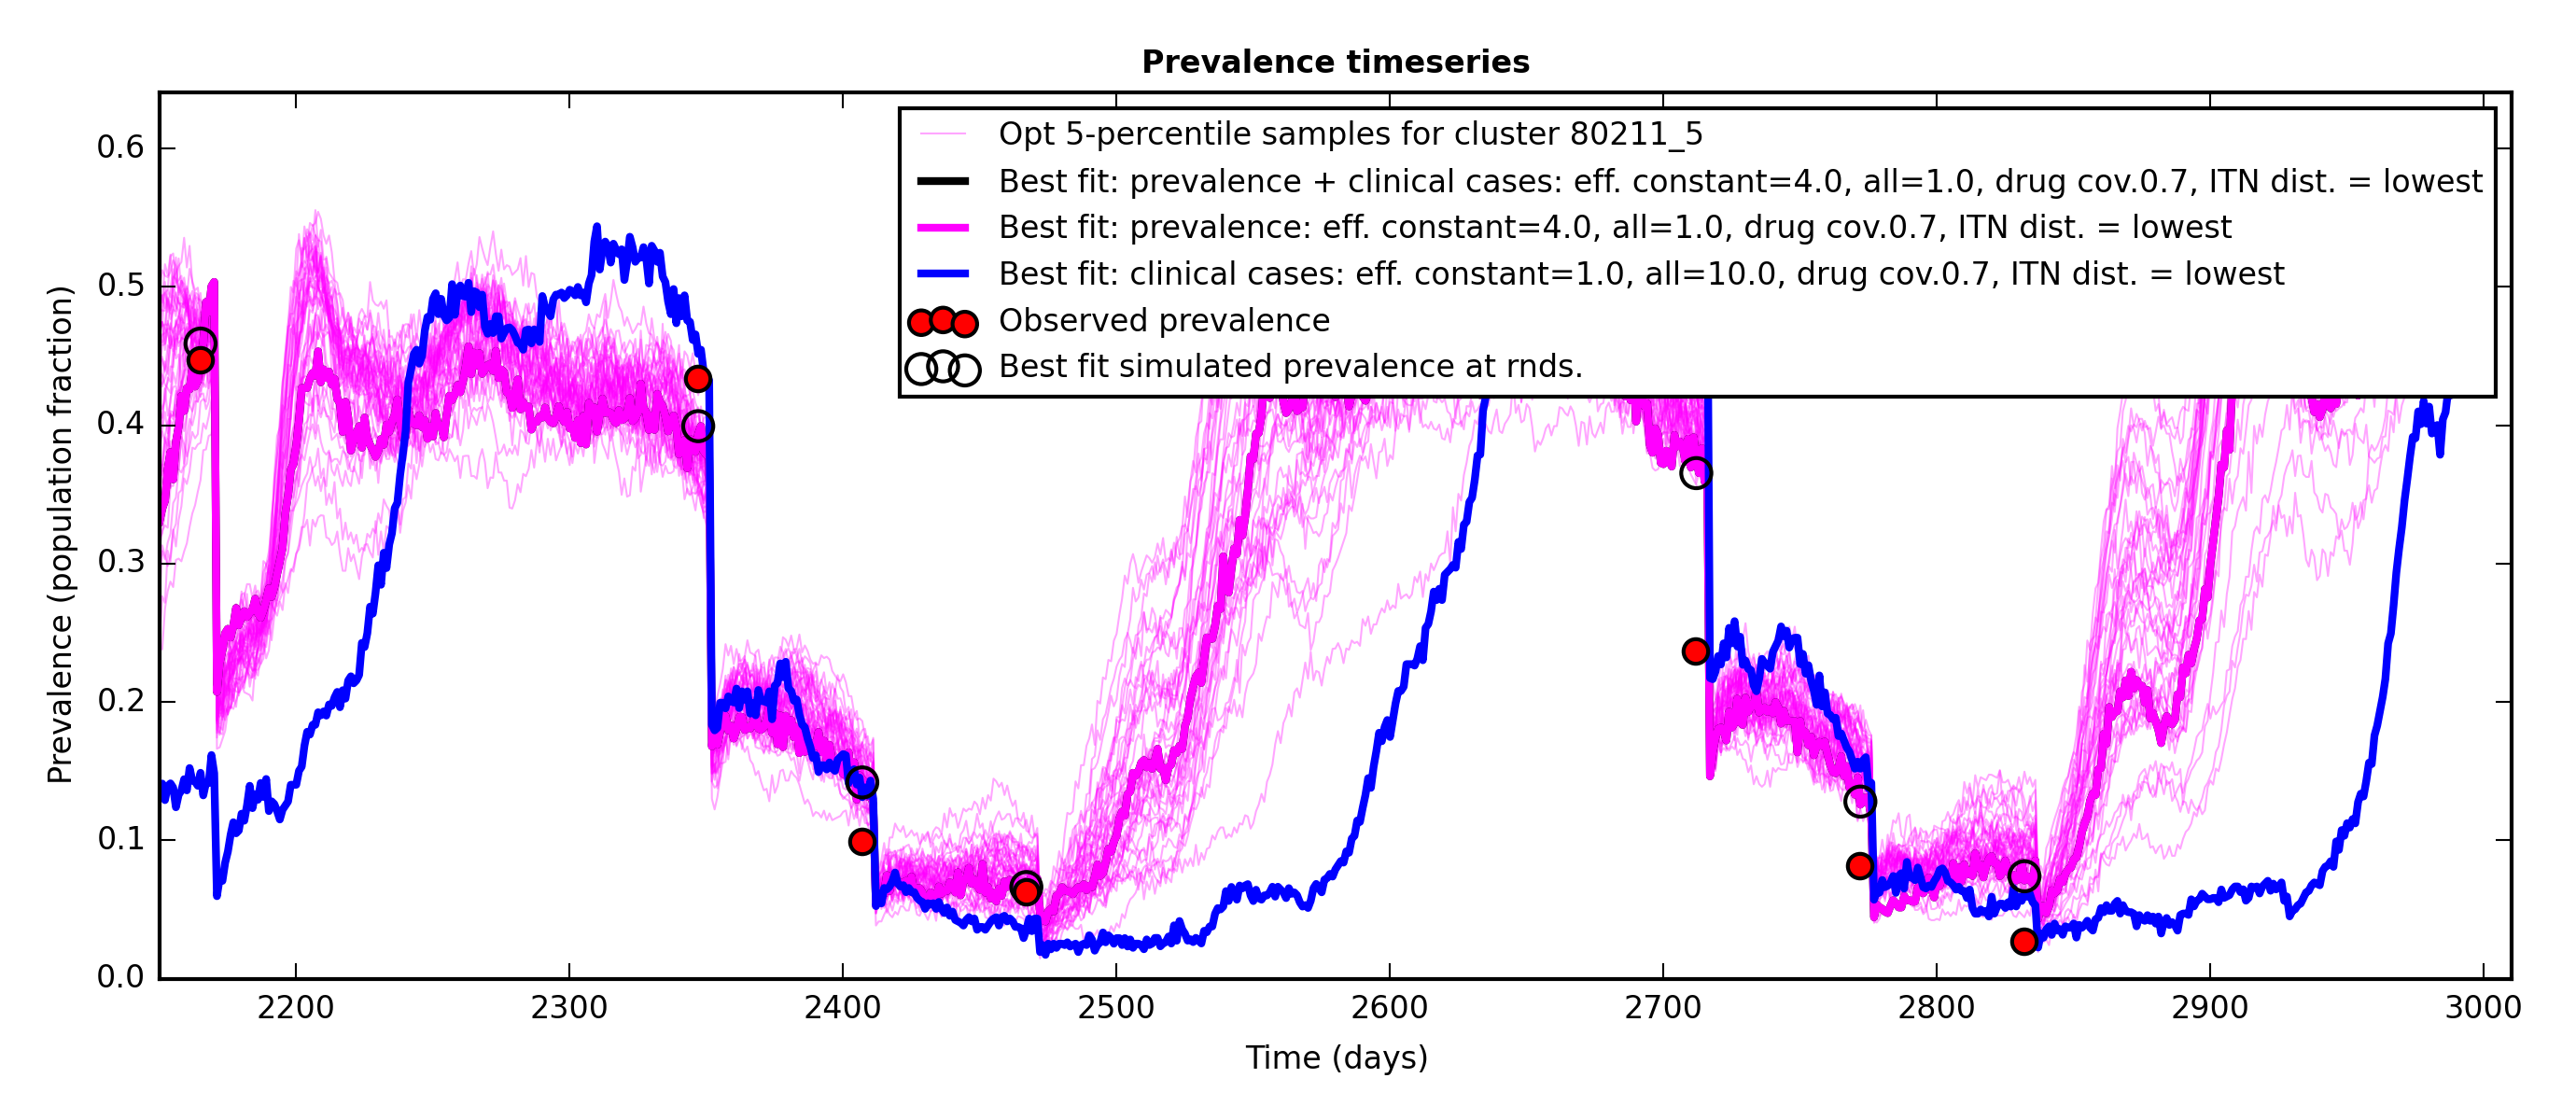 Prevalence timeseries
Opt 5-percentile samples for cluster 80211_5
Best fit: prevalence + clinical cases: eff. constant=4.0, all=1.0, drug cov.0.7, ITN dist. = lowest
Best fit: prevalence: eff. constant=4.0, all=1.0, drug cov.0.7, ITN dist. = lowest
Best fit: clinical cases: eff. constant=1.0, all=10.0, drug cov.0.7, ITN dist. = lowest
Observed prevalence
Best fit simulated prevalence at rnds.
Prevalence (population fraction)
0.6
0.5
0.4
0.3
0.2
0.1
0.0
2200 2300 2400 2500 2600 2700 2800 2900 3000
Time (days)